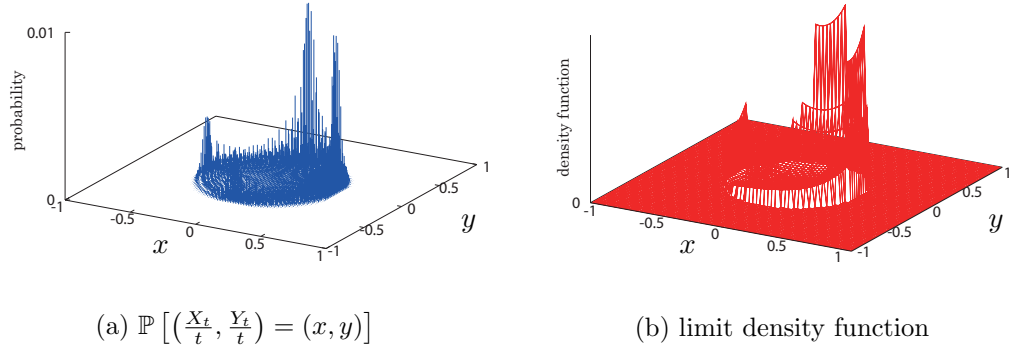 0.01
probability
0
-1
-0.5
0
0.5
1
x
-1
-0.5
0
0.5
1
y
density function
0
-1
-0.5
0
0.5
1
x
-1
-0.5
0
0.5
1
y
(a) ℙ [(X_t/t, Y_t/t) = (x, y)]
(b) limit density function